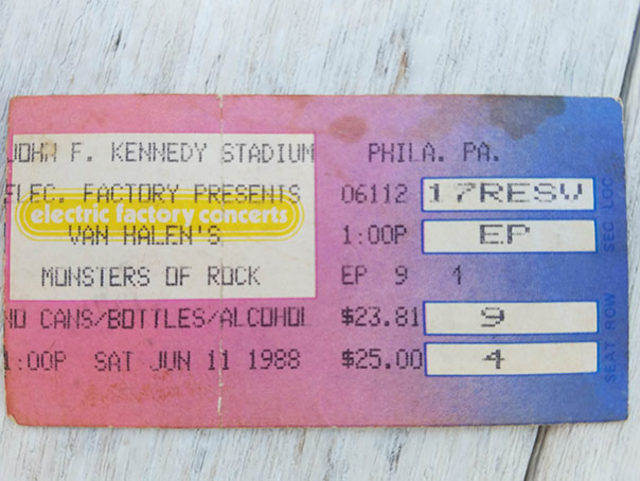 JOHN F. KENNEDY STADIUM PHILA. PA.
ELEC. FACTORY PRESENTS 06112 17RESW
electric factory concerts
VAN HALEN'S 1:00P EP
MONSTERS OF ROCK EP 9 4
NO CANS/BOTTLES/ALCOHOL $23.81 9
1:00P SAT JUN 11 1988 $25.00 4
SEC LOC
SEAT ROW